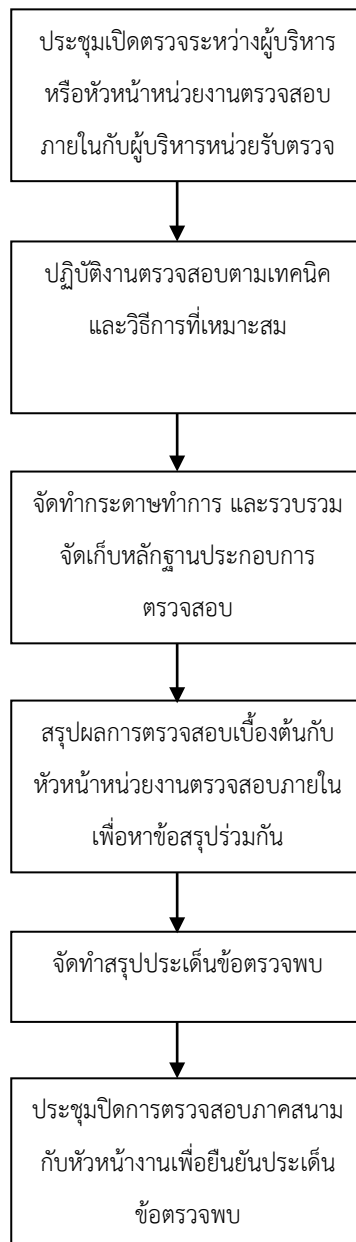 ประชุมเปิดตรวจระหว่างผู้บริหาร
หรือหัวหน้าหน่วยงานตรวจสอบ
ภายในกับผู้บริหารหน่วยรับตรวจ
ปฏิบัติงานตรวจสอบตามเทคนิค
และวิธีการที่เหมาะสม
จัดทำกระดาษทำการ และรวบรวม
จัดเก็บหลักฐานประกอบการ
ตรวจสอบ
สรุปผลการตรวจสอบเบื้องต้นกับ
หัวหน้าหน่วยงานตรวจสอบภายใน
เพื่อหาข้อสรุปร่วมกัน
จัดทำสรุปประเด็นข้อตรวจพบ
ประชุมปิดการตรวจสอบภาคสนาม
กับหัวหน้างานเพื่อยืนยันประเด็น
ข้อตรวจพบ